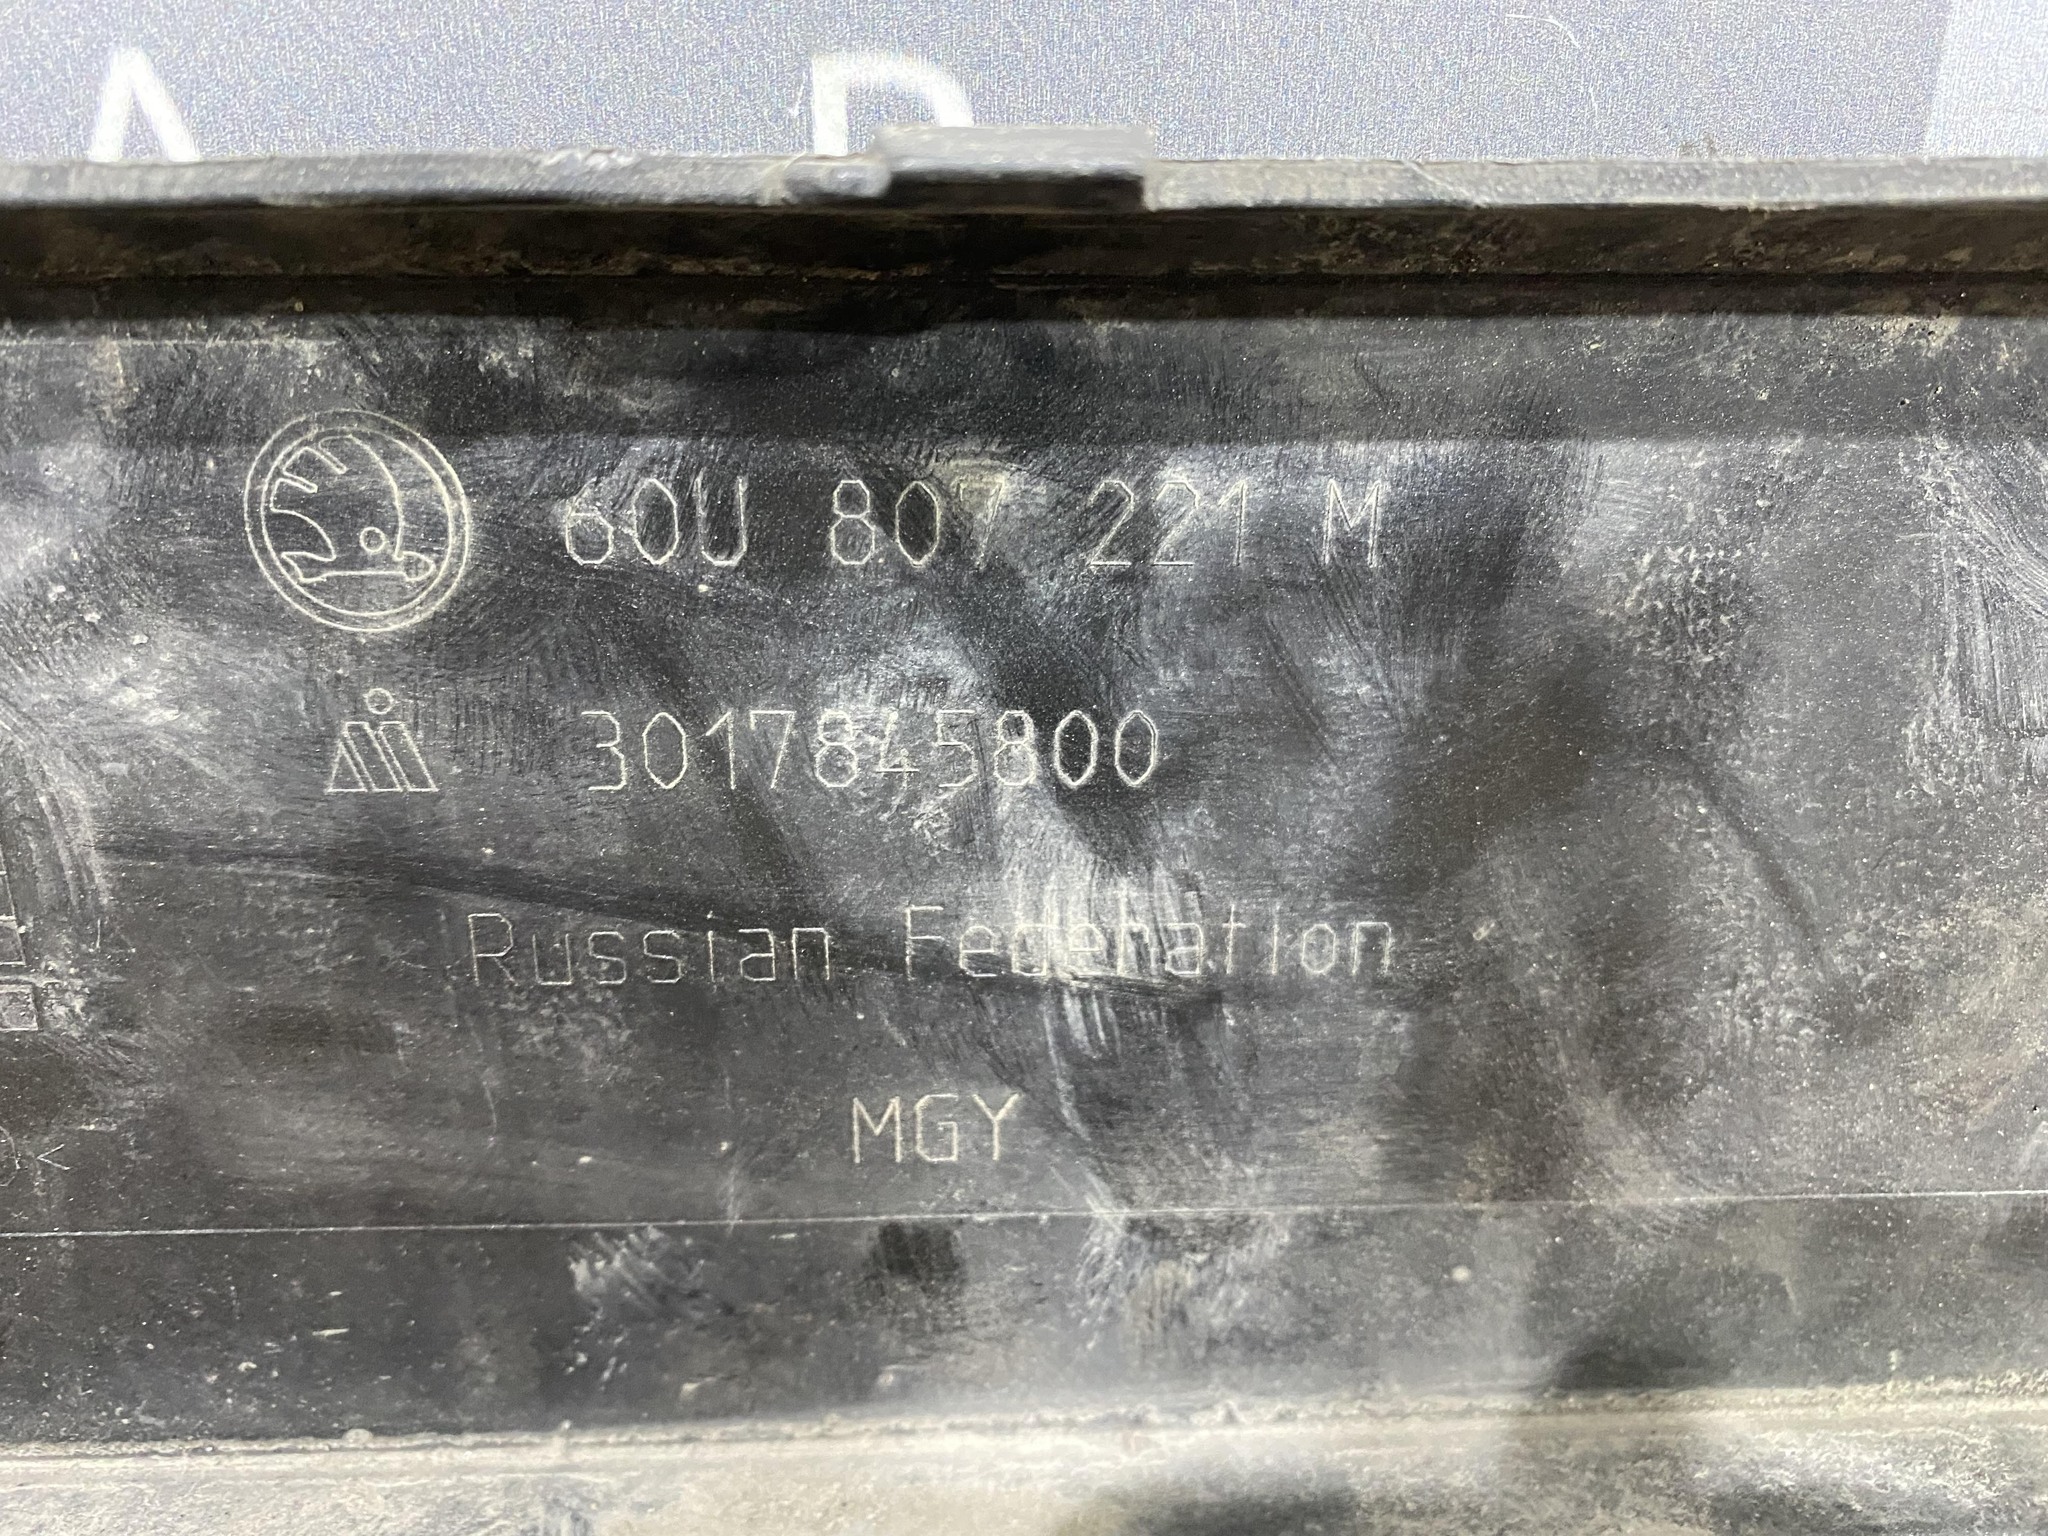 A R
60U 807 221 M
3017845800
Russian Federation
MGY